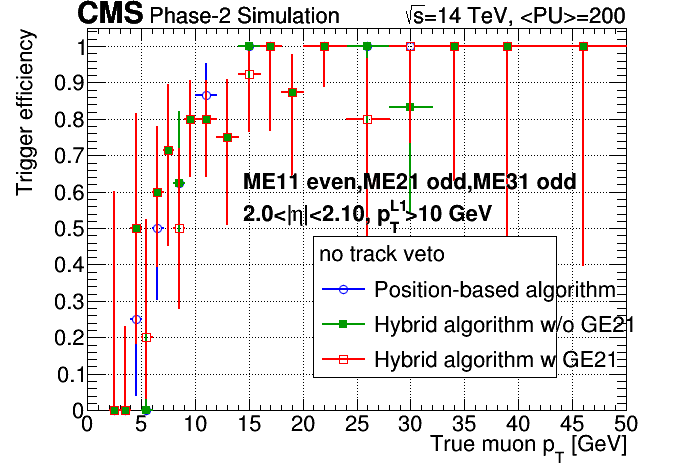 CMS Phase-2 Simulation √s=14 TeV, <PU>=200
Trigger efficiency
1
0.9
0.8
0.7
0.6
0.5
0.4
0.3
0.2
0.1
0
ME11 even,ME21 odd,ME31 odd
2.0<|η|<2.10, p_T^L1>10 GeV
no track veto
Position-based algorithm
Hybrid algorithm w/o GE21
Hybrid algorithm w GE21
0 5 10 15 20 25 30 35 40 45 50
True muon p_T [GeV]